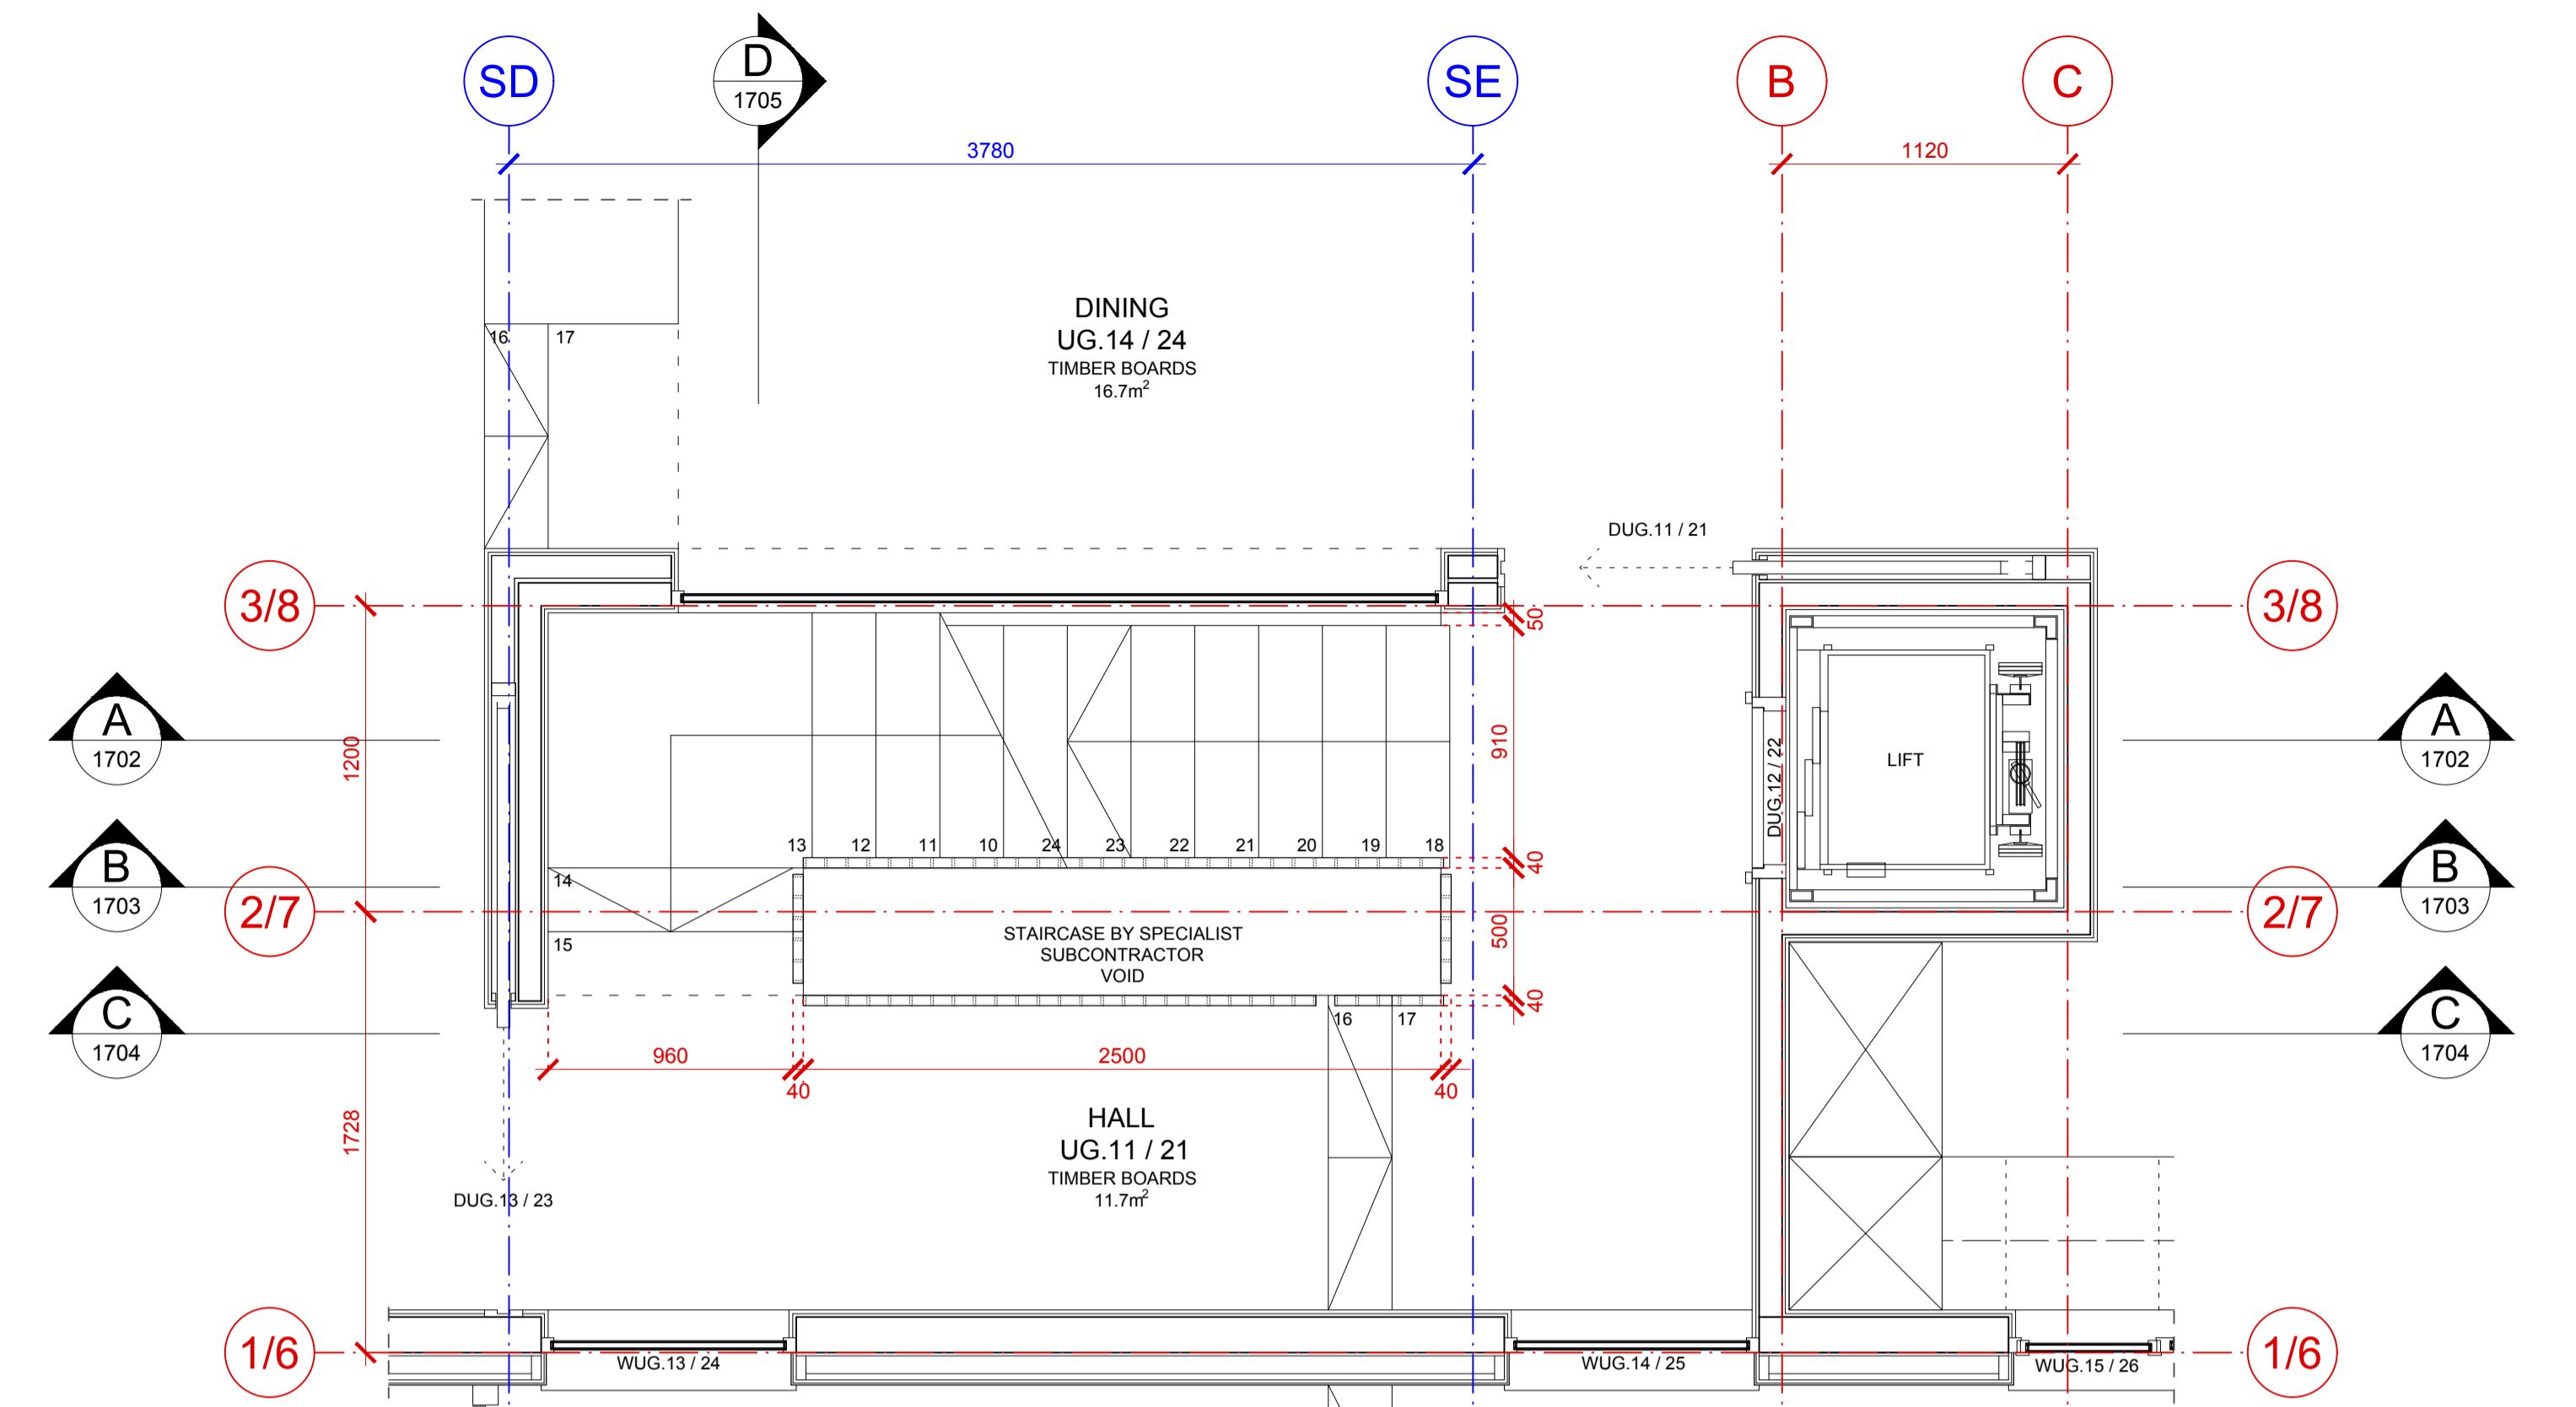 SD
D
1705
SE
B
C
3780
1120
DINING
UG.14 / 24
TIMBER BOARDS
16.7m²
16
17
DUG.11 / 21
3/8
3/8
50
A
1702
1200
910
DUG.12 / 22
LIFT
A
1702
13
12
11
10
24
23
22
21
20
19
18
40
B
1703
14
B
1703
2/7
2/7
15
STAIRCASE BY SPECIALIST
SUBCONTRACTOR
VOID
500
40
C
1704
16
17
C
1704
960
40
2500
40
1728
HALL
UG.11 / 21
TIMBER BOARDS
11.7m²
DUG.13 / 23
1/6
WUG.13 / 24
WUG.14 / 25
WUG.15 / 26
1/6